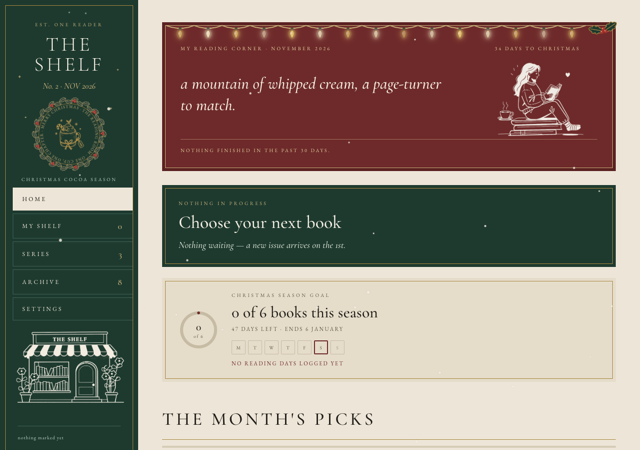 EST. ONE READER
THE
SHELF
No. 2 · NOV 2026
CHRISTMAS COCOA SEASON
HOME
MY SHELF 0
SERIES 3
ARCHIVE 8
SETTINGS
THE SHELF
nothing marked yet
MY READING CORNER · NOVEMBER 2026
34 DAYS TO CHRISTMAS
a mountain of whipped cream, a page-turner
to match.
NOTHING FINISHED IN THE PAST 30 DAYS.
NOTHING IN PROGRESS
Choose your next book
Nothing waiting — a new issue arrives on the 1st.
CHRISTMAS SEASON GOAL
0
of 6
0 of 6 books this season
47 DAYS LEFT · ENDS 6 JANUARY
M T W T F S S
NO READING DAYS LOGGED YET
THE MONTH'S PICKS